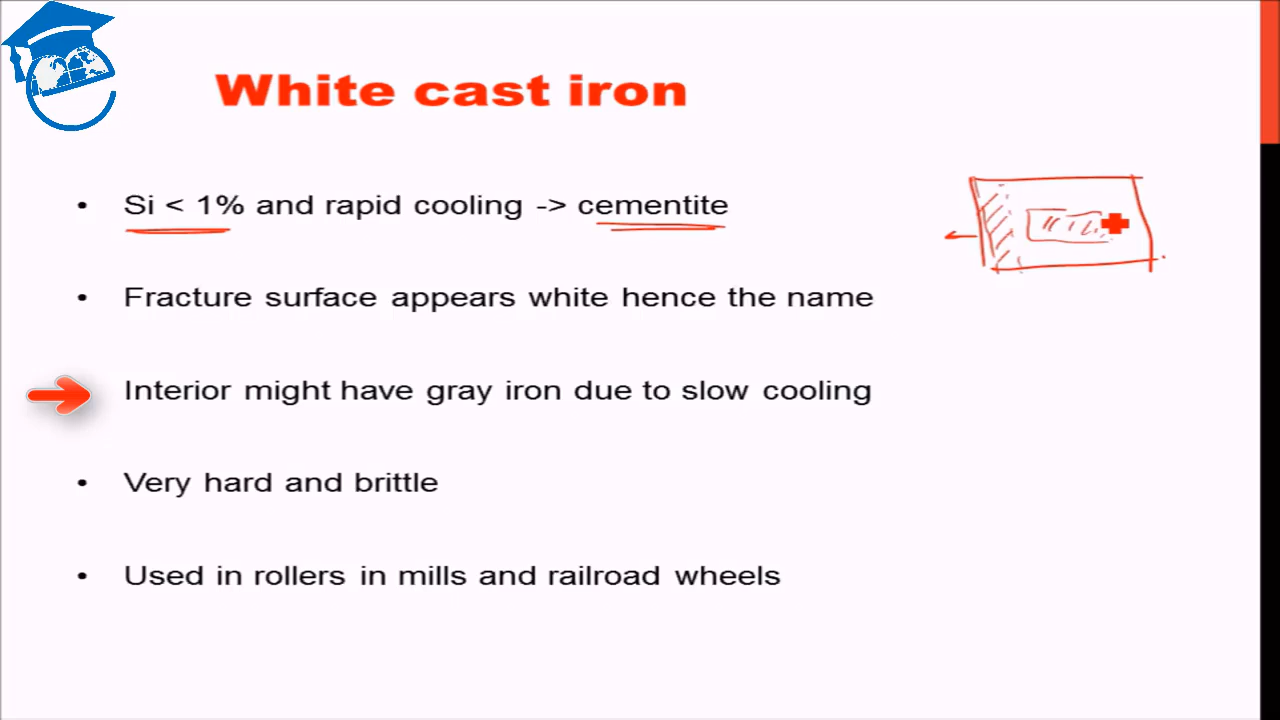 White cast iron
• Si < 1% and rapid cooling -> cementite
• Fracture surface appears white hence the name
Interior might have gray iron due to slow cooling
• Very hard and brittle
• Used in rollers in mills and railroad wheels